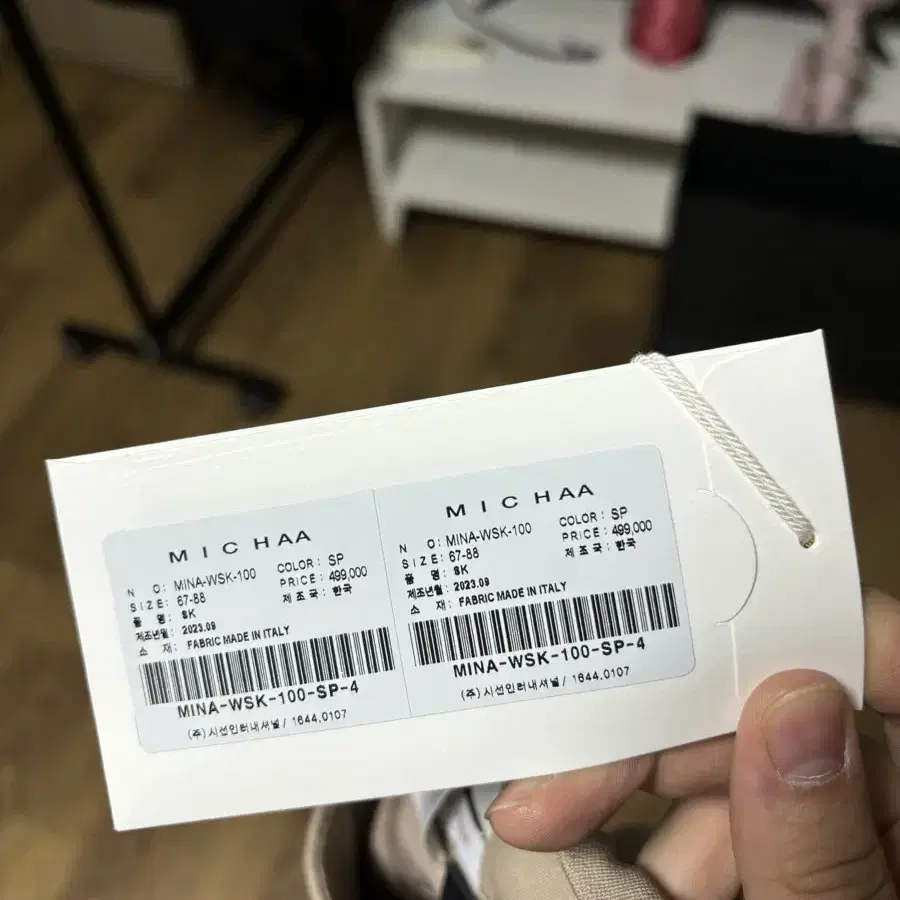 MICHAA
N O: MINA-WSK-100 COLOR: SP
SIZE: 67-88 PRICE: 499,000
품 명: SK 제조국: 한국
제조년월: 2023.09
소 재: FABRIC MADE IN ITALY
MINA-WSK-100-SP-4
(주)시선인터내셔널/ 1644.0107
MICHAA
N O: MINA-WSK-100 COLOR: SP
SIZE: 67-88 PRICE: 499,000
품 명: SK 제조국: 한국
제조년월: 2023.09
소 재: FABRIC MADE IN ITALY
MINA-WSK-100-SP-4
(주)시선인터내셔널/ 1644.0107